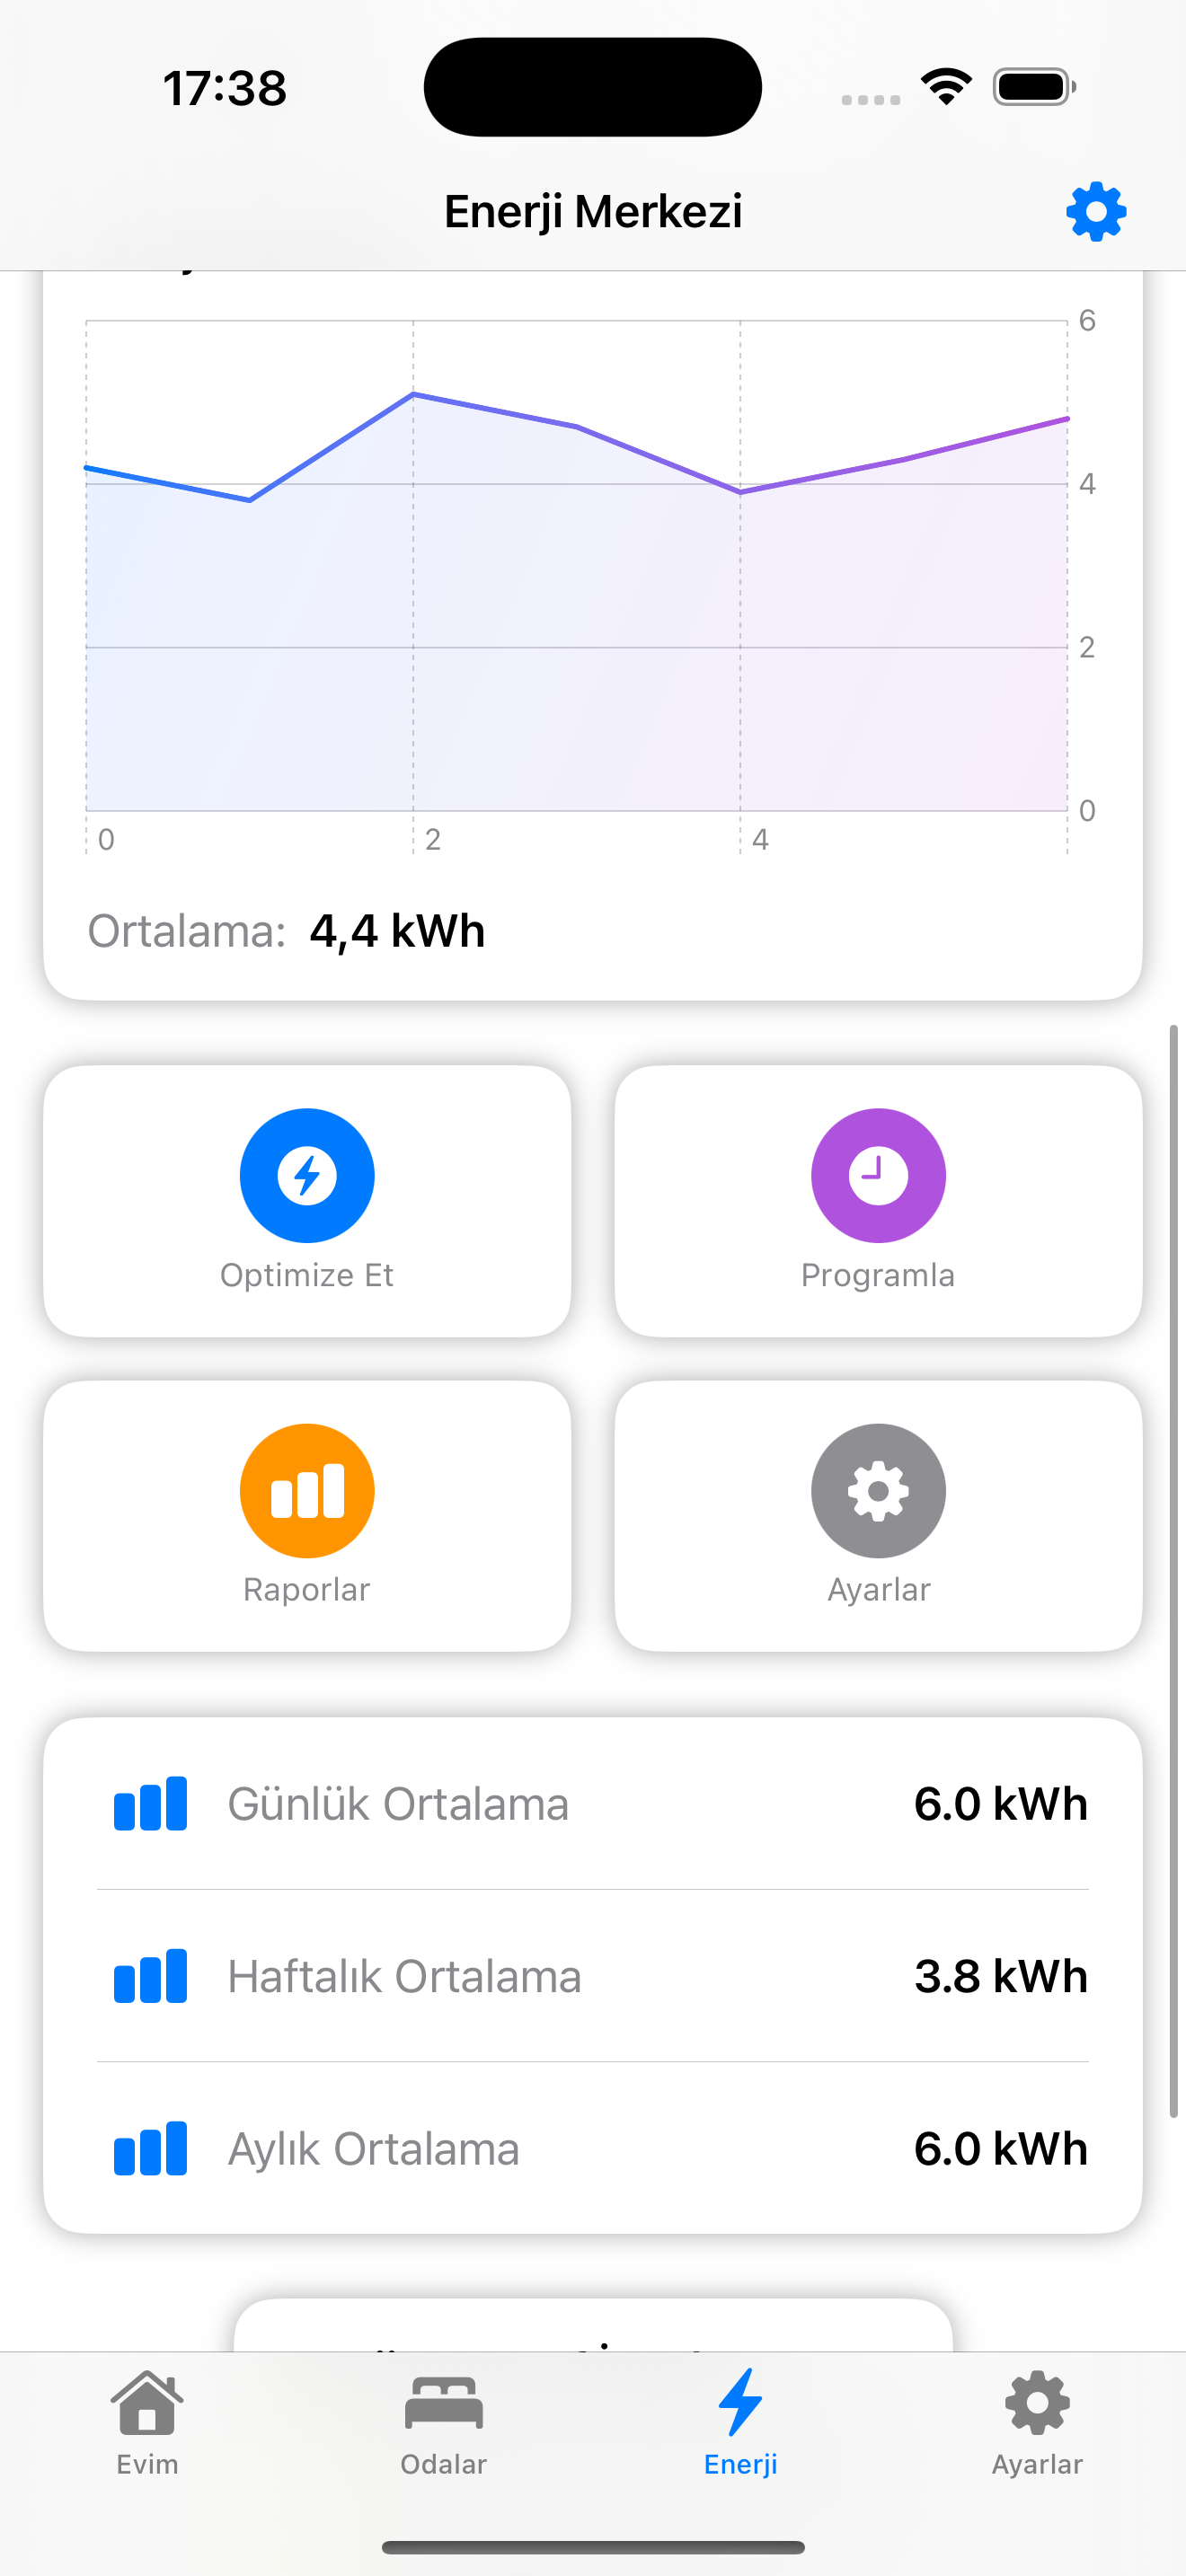 17:38
Enerji Merkezi
6
4
2
0
0 2 4
Ortalama: 4,4 kWh
Optimize Et
Programla
Raporlar
Ayarlar
Günlük Ortalama 6.0 kWh
Haftalık Ortalama 3.8 kWh
Aylık Ortalama 6.0 kWh
Evim
Odalar
Enerji
Ayarlar